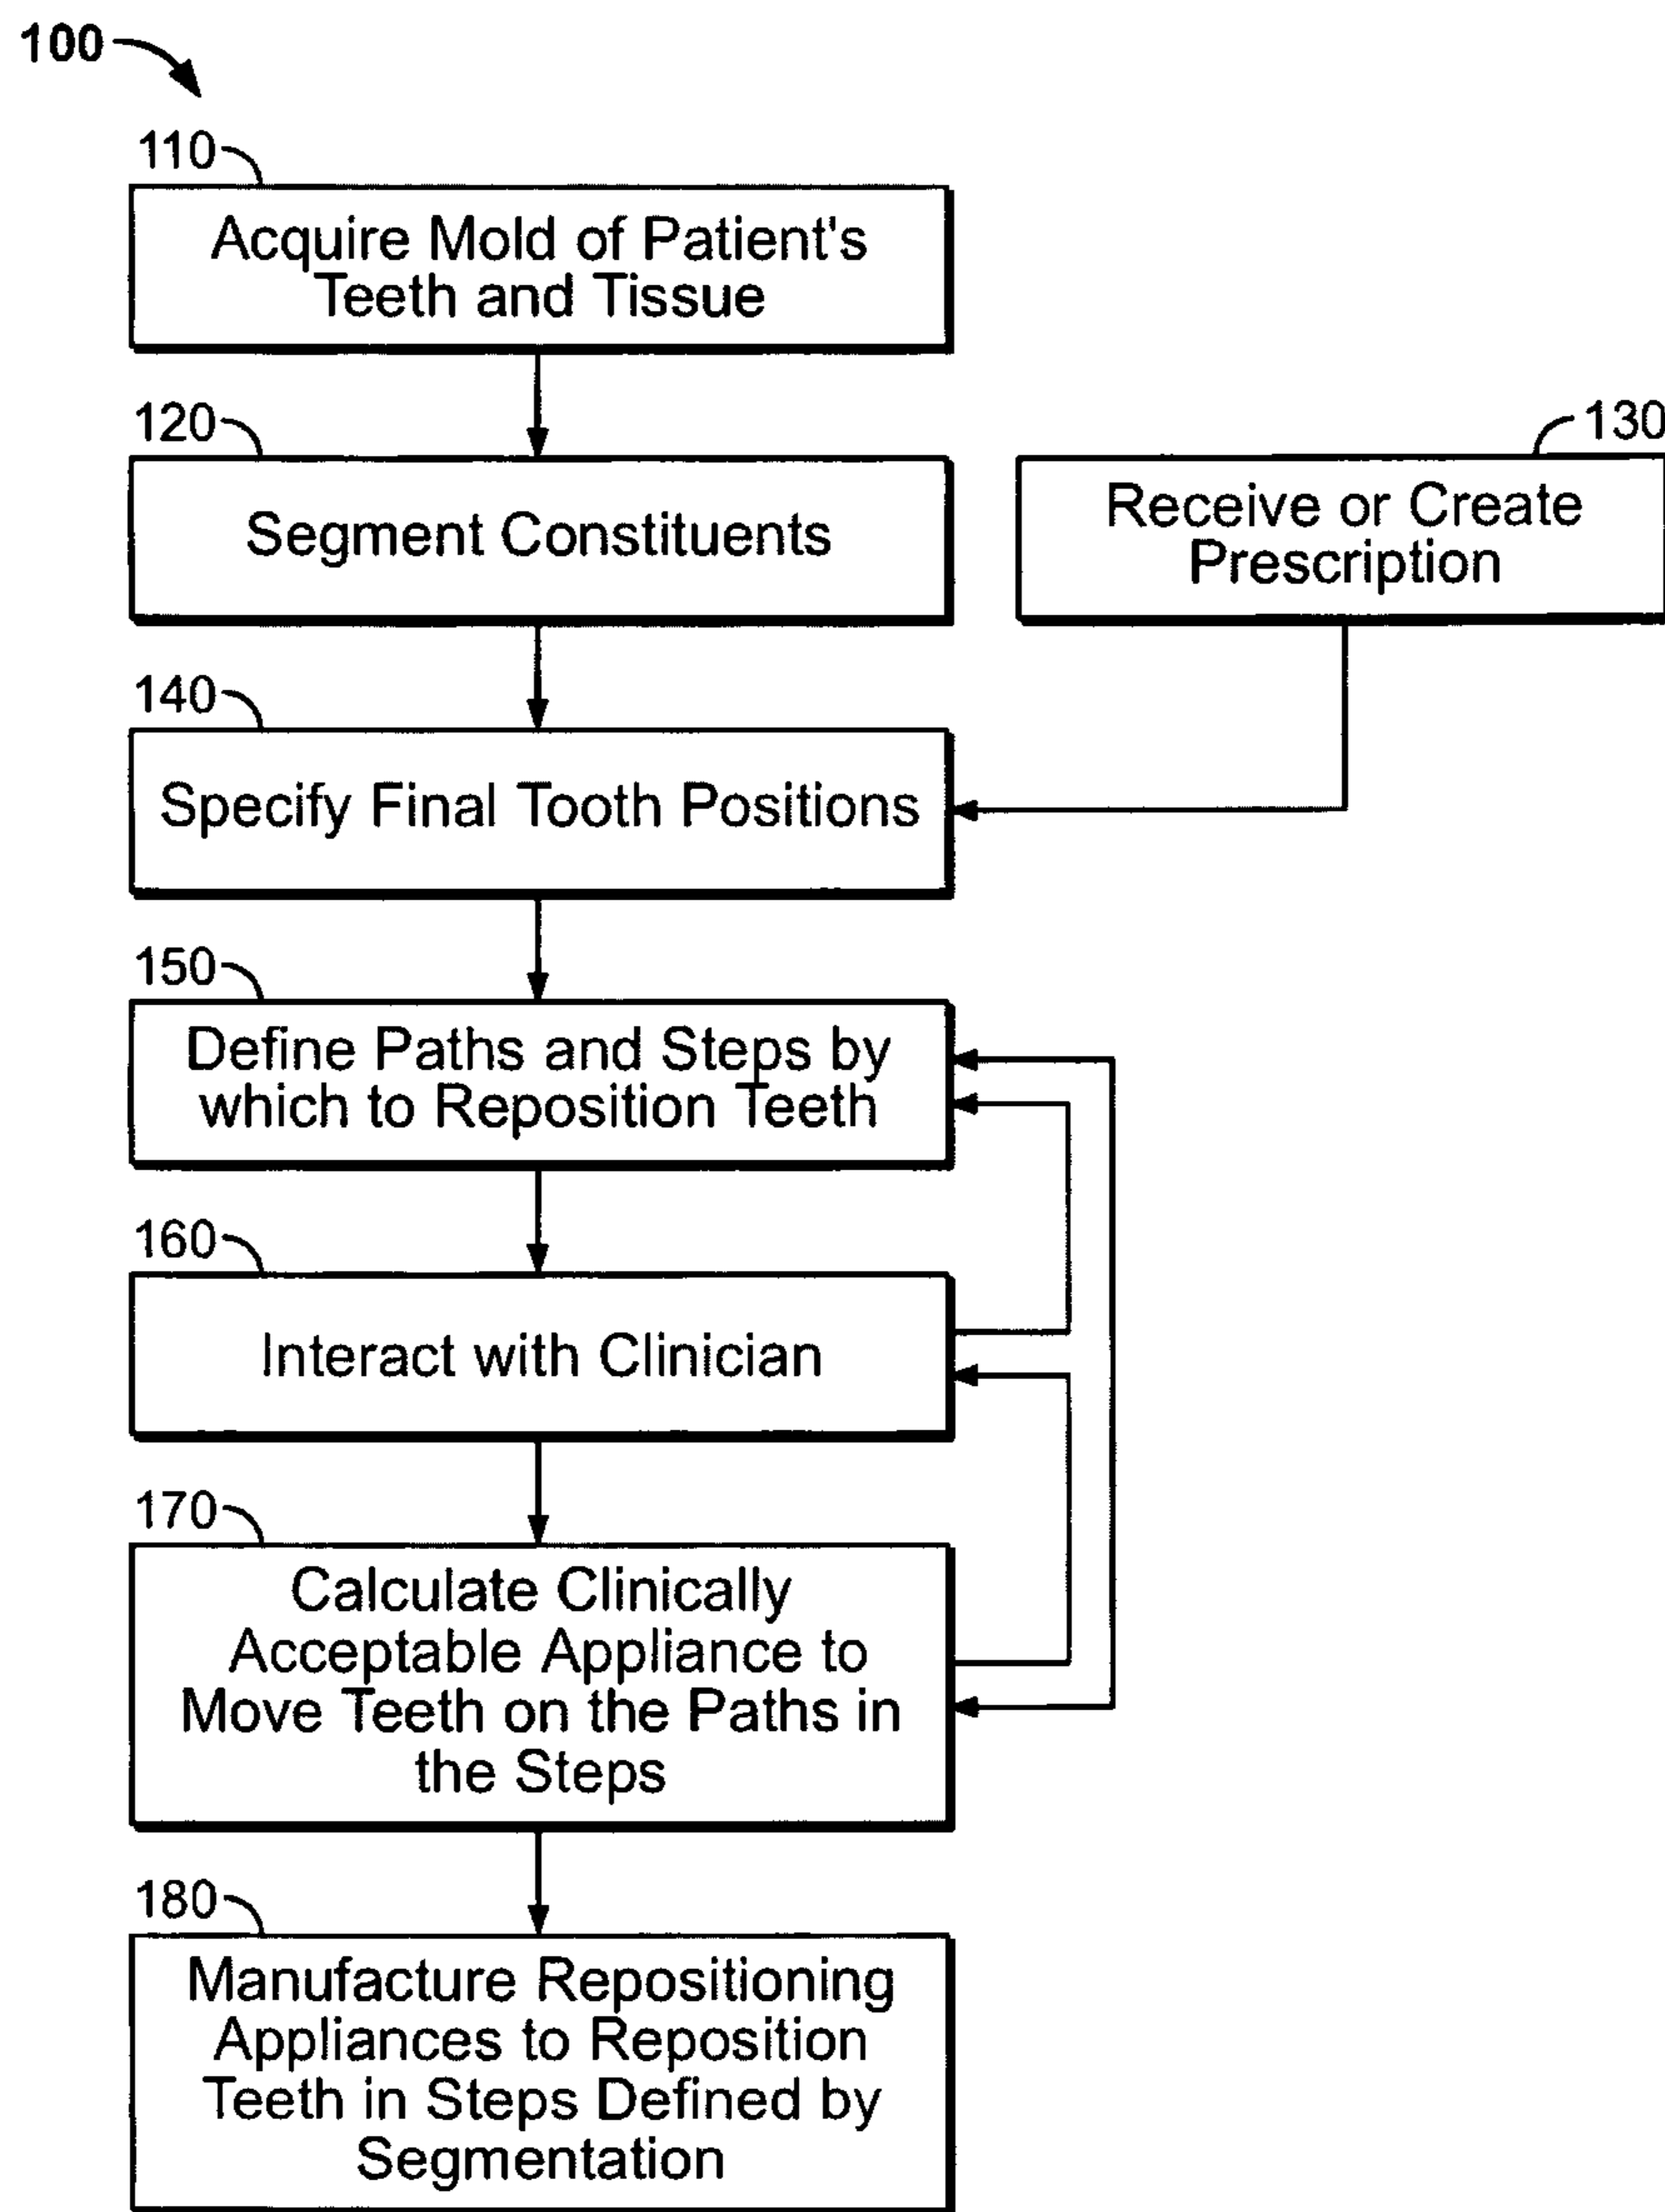 100
110
Acquire Mold of Patient's
Teeth and Tissue
120
Segment Constituents
130
Receive or Create
Prescription
140
Specify Final Tooth Positions
150
Define Paths and Steps by
which to Reposition Teeth
160
Interact with Clinician
170
Calculate Clinically
Acceptable Appliance to
Move Teeth on the Paths in
the Steps
180
Manufacture Repositioning
Appliances to Reposition
Teeth in Steps Defined by
Segmentation